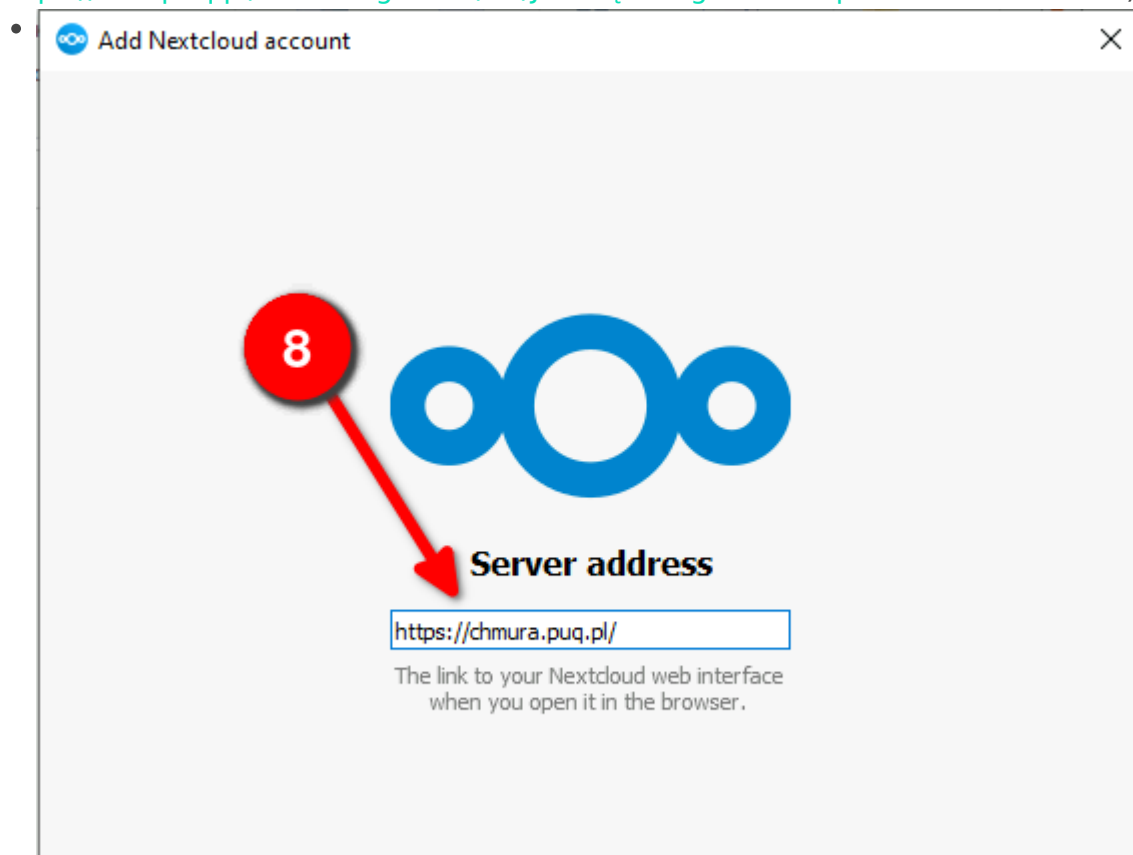 Add Nextcloud account
8
Server address
https://chmura.puq.pl/
The link to your Nextcloud web interface
when you open it in the browser.